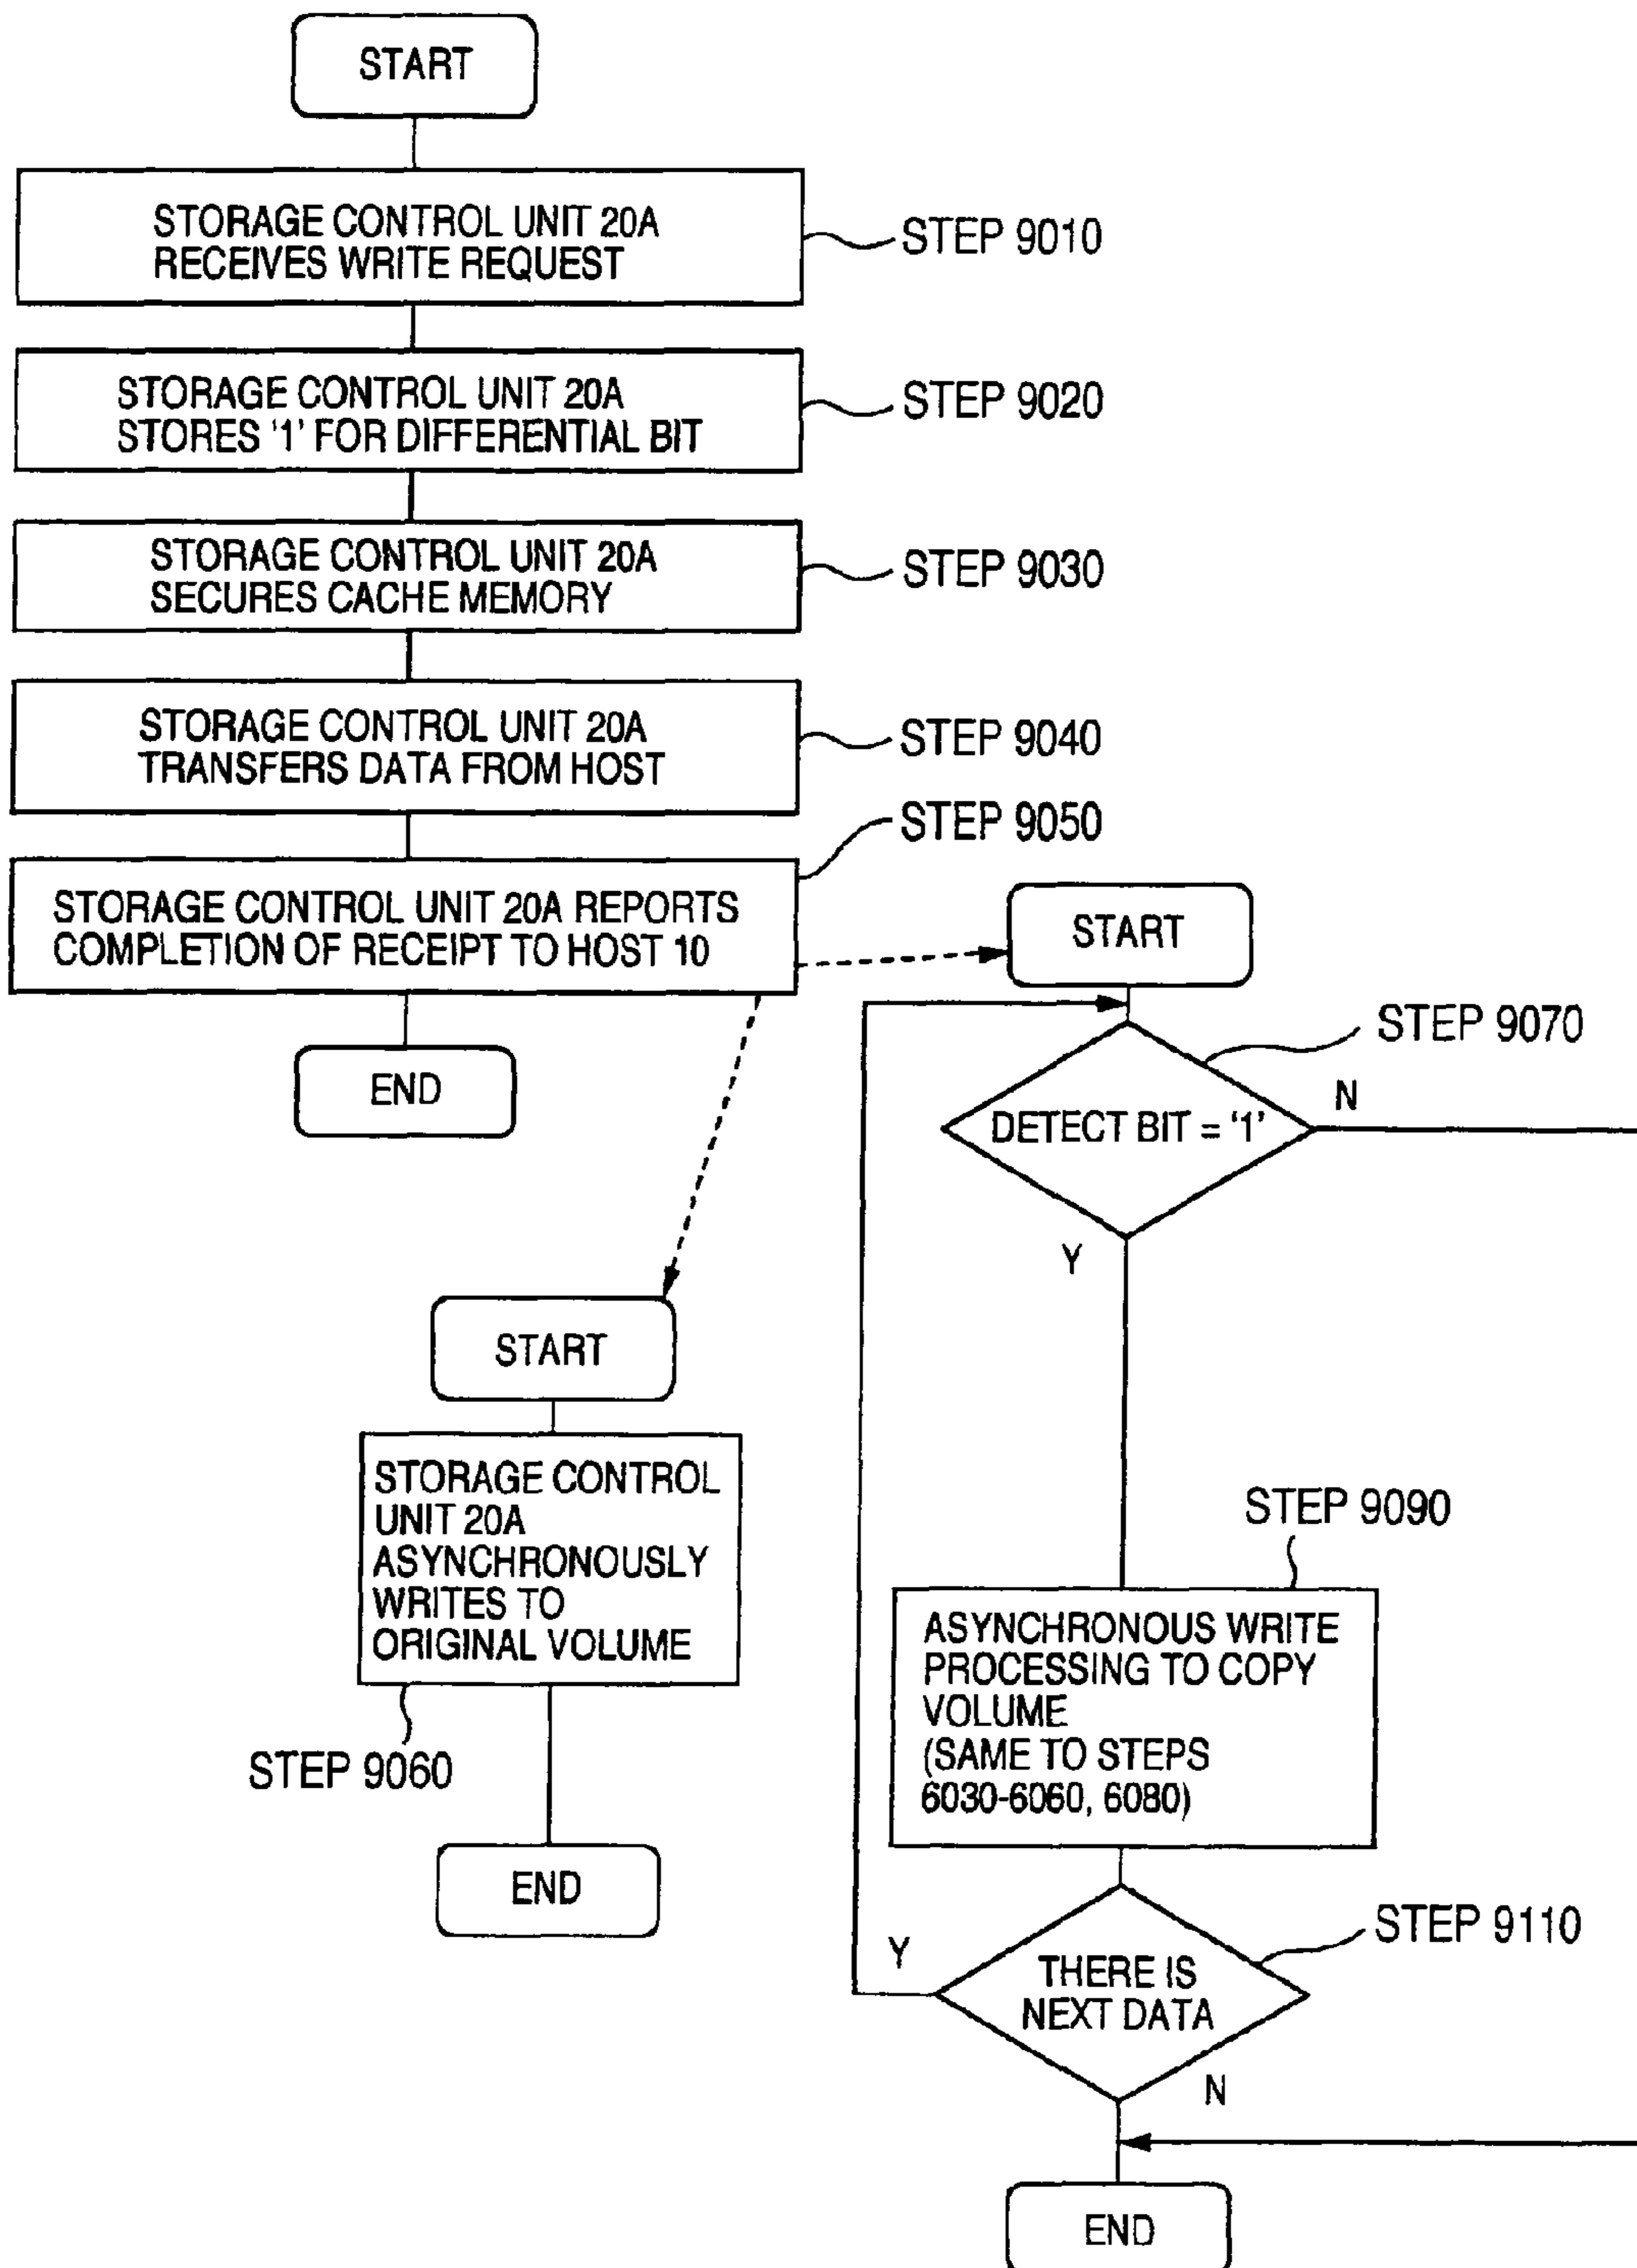 START
STORAGE CONTROL UNIT 20A
RECEIVES WRITE REQUEST
STEP 9010
STORAGE CONTROL UNIT 20A
STORES ‘1’ FOR DIFFERENTIAL BIT
STEP 9020
STORAGE CONTROL UNIT 20A
SECURES CACHE MEMORY
STEP 9030
STORAGE CONTROL UNIT 20A
TRANSFERS DATA FROM HOST
STEP 9040
STORAGE CONTROL UNIT 20A REPORTS
COMPLETION OF RECEIPT TO HOST 10
STEP 9050
END
START
STORAGE CONTROL
UNIT 20A
ASYNCHRONOUSLY
WRITES TO
ORIGINAL VOLUME
STEP 9060
END
START
DETECT BIT = ‘1’
STEP 9070
N
Y
STEP 9090
ASYNCHRONOUS WRITE
PROCESSING TO COPY
VOLUME
(SAME TO STEPS
6030-6060, 6080)
THERE IS
NEXT DATA
STEP 9110
Y
N
END